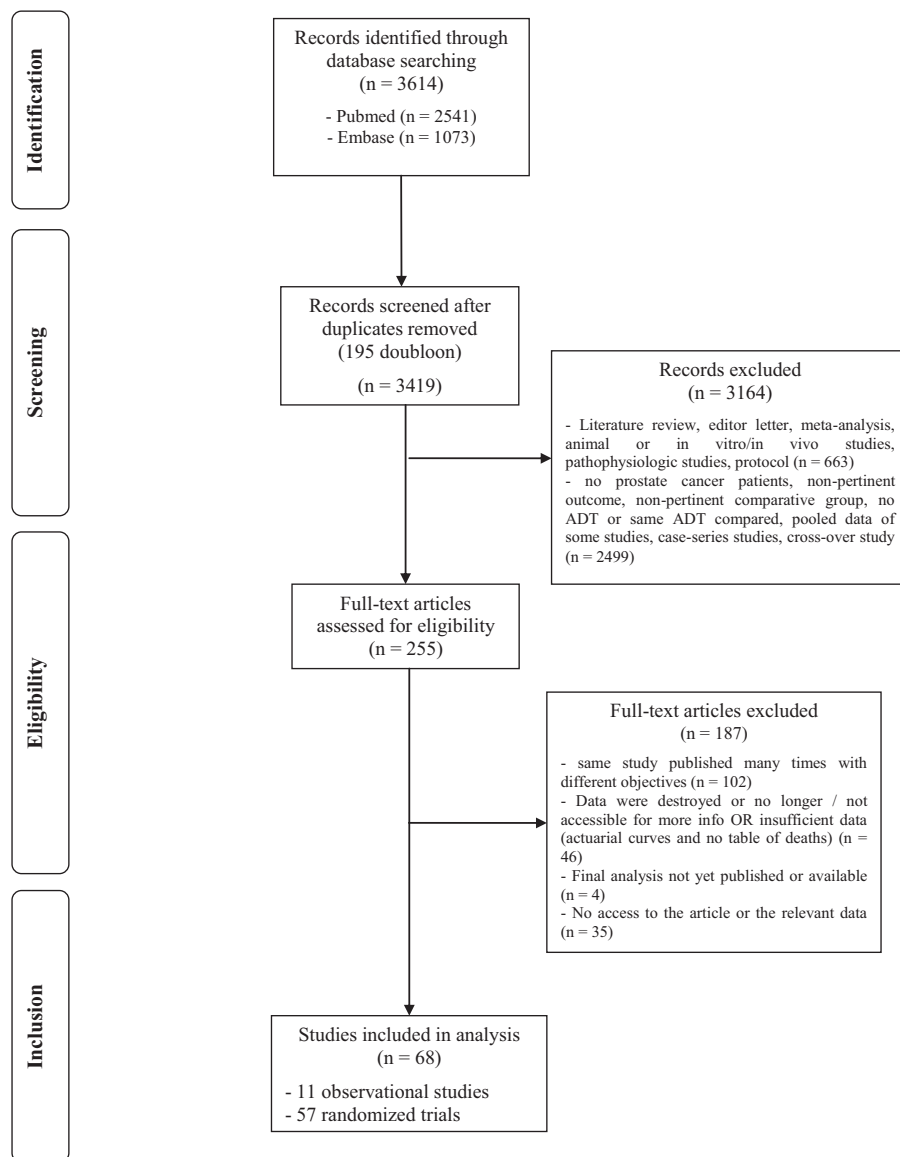 Identification
Records identified through
database searching
(n = 3614)
- Pubmed (n = 2541)
- Embase (n = 1073)
Screening
Records screened after
duplicates removed
(195 doubloon)
(n = 3419)
Records excluded
(n = 3164)
- Literature review, editor letter, meta-analysis,
animal or in vitro/in vivo studies,
pathophysiologic studies, protocol (n = 663)
- no prostate cancer patients, non-pertinent
outcome, non-pertinent comparative group, no
ADT or same ADT compared, pooled data of
some studies, case-series studies, cross-over study
(n = 2499)
Eligibility
Full-text articles
assessed for eligibility
(n = 255)
Full-text articles excluded
(n = 187)
- same study published many times with
different objectives (n = 102)
- Data were destroyed or no longer / not
accessible for more info OR insufficient data
(actuarial curves and no table of deaths) (n =
46)
- Final analysis not yet published or available
(n = 4)
- No access to the article or the relevant data
(n = 35)
Inclusion
Studies included in analysis
(n = 68)
- 11 observational studies
- 57 randomized trials